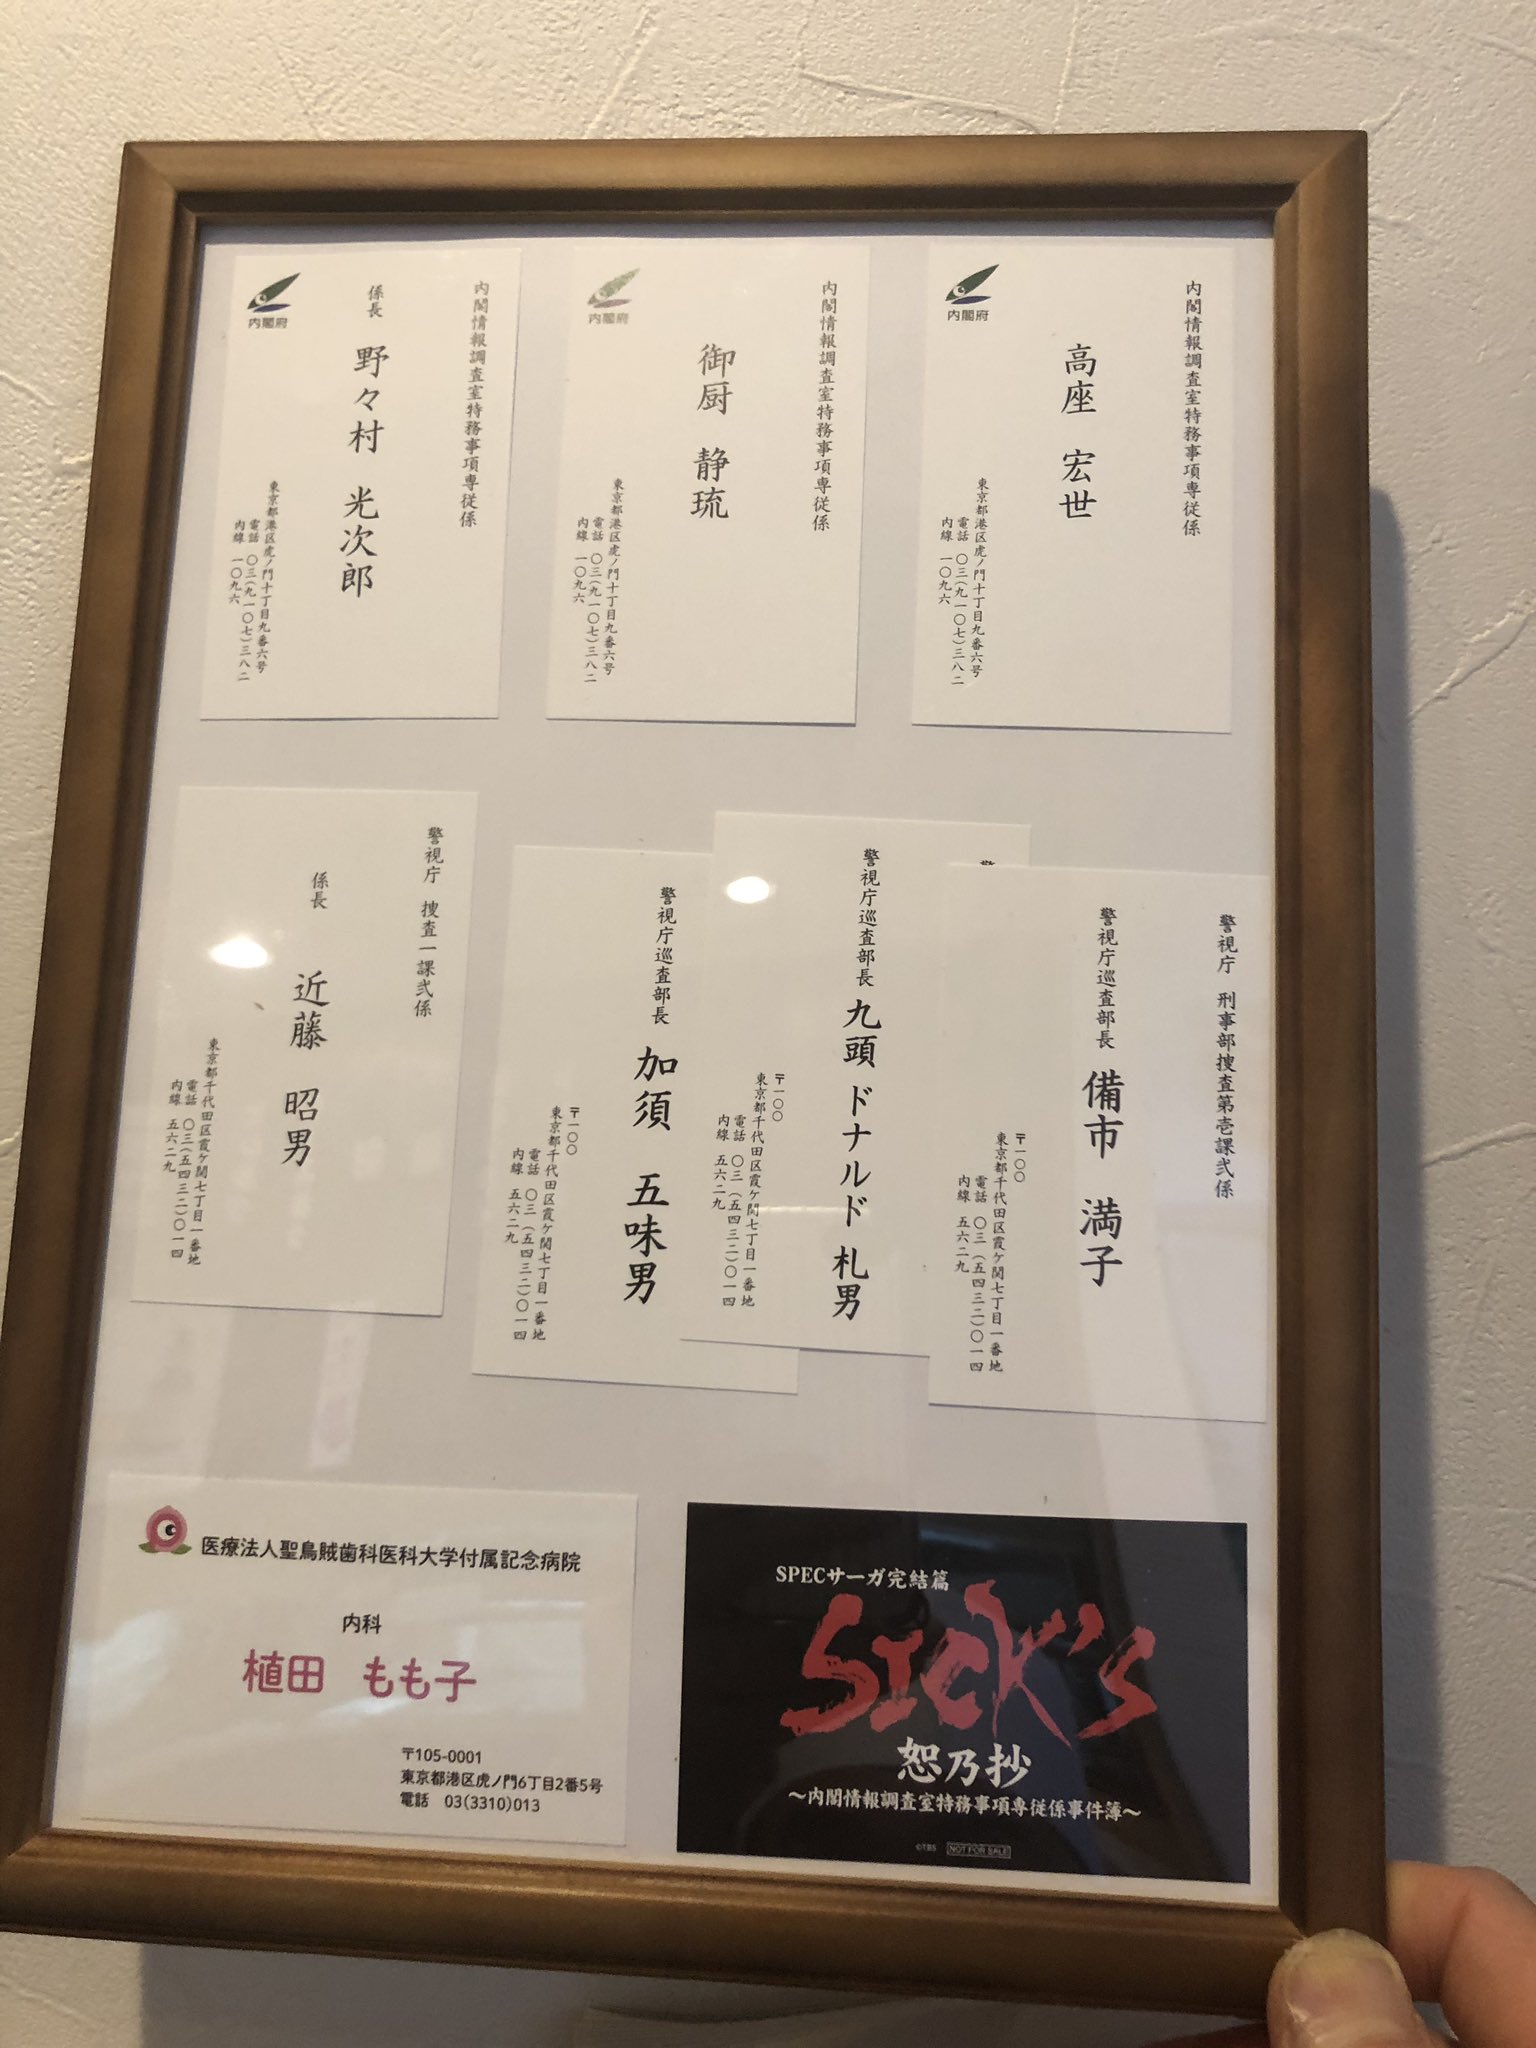 内閣府
内閣情報調査室特務事項専従係
係長 野々村 光次郎
東京都港区虎ノ門十丁目九番六号
電話 〇三(九一〇七)三八二
内線 一〇九六
内閣府
内閣情報調査室特務事項専従係
御厨 静琉
東京都港区虎ノ門十丁目九番六号
電話 〇三(九一〇七)三八二
内線 一〇九六
内閣府
内閣情報調査室特務事項専従係
高座 宏世
東京都港区虎ノ門十丁目九番六号
電話 〇三(九一〇七)三八二
内線 一〇九六
警視庁 捜査一課弐係
係長 近藤 昭男
東京都千代田区霞ケ関七丁目一番地
電話 〇三(五四三二)〇一四
内線 五六二九
警視庁巡査部長 加須 五味男
〒一〇〇
東京都千代田区霞ケ関七丁目一番地
電話 〇三(五四三二)〇一四
内線 五六二九
警
警視庁巡査部長 九頭 ドナルド 札男
〒一〇〇
東京都千代田区霞ケ関七丁目一番地
電話 〇三(五四三二)〇一四
内線 五六二九
警視庁 刑事部捜査第壱課弐係
警視庁巡査部長 備市 満子
〒一〇〇
東京都千代田区霞ケ関七丁目一番地
電話 〇三(五四三二)〇一四
内線 五六二九
医療法人聖鳥賊歯科医科大学付属記念病院
内科
植田 もも子
〒105-0001
東京都港区虎ノ門6丁目2番5号
電話 03(3310)013
SPECサーガ完結篇
SICK's
恕乃抄
～内閣情報調査室特務事項専従係事件簿～
©TBS NOT FOR SALE